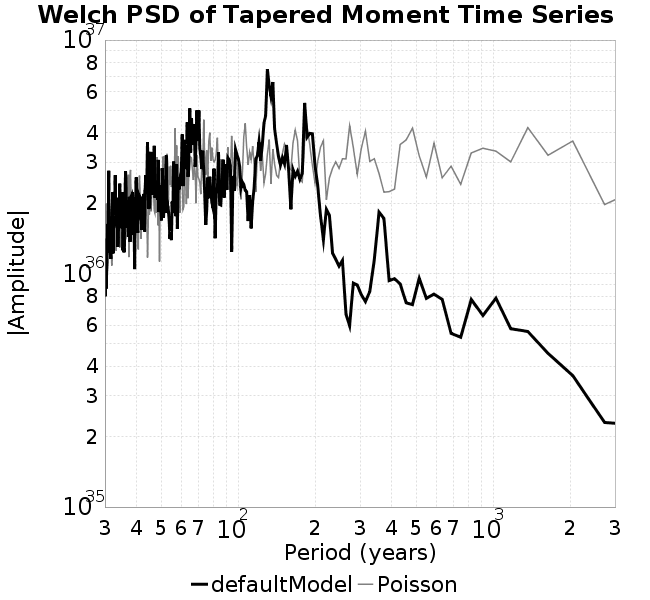 Welch PSD of Tapered Moment Time Series
10^37
8
6
4
3
2
10^36
8
6
4
3
2
10^35
|Amplitude|
3 4 5 6 7 10^2 2 3 4 5 6 7 10^3 2 3
Period (years)
defaultModel Poisson